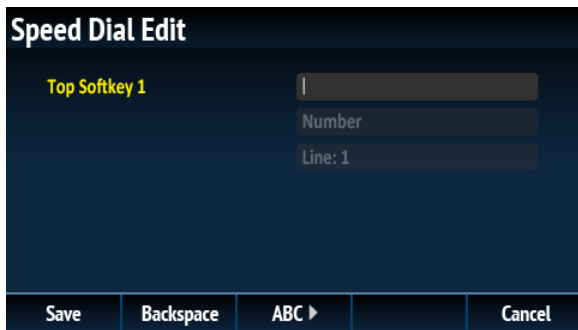 Speed Dial Edit
Top Softkey 1
Number
Line: 1
Save Backspace ABC Cancel